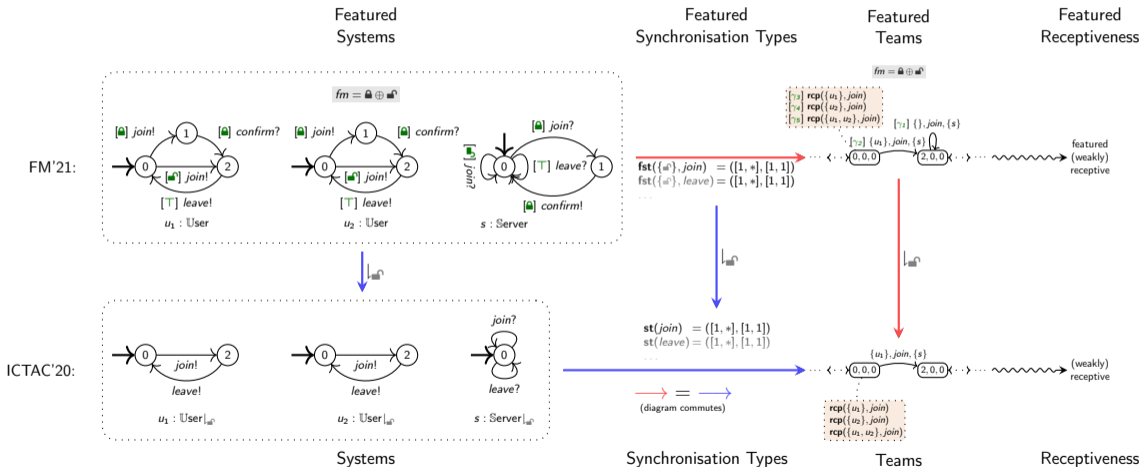 Featured Systems
Featured Synchronisation Types
Featured Teams
Featured Receptiveness
FM'21:
fm = 🔒 ⊕ 🔓
[🔒] join!
1
[🔒] confirm?
0
2
[🔓] join!
[⊤] leave!
u₁ : 𝕌ser
[🔒] join!
1
[🔒] confirm?
0
2
[🔓] join!
[⊤] leave!
u₂ : 𝕌ser
[🔒] join?
[🔓] join?
0
[⊤] leave?
1
[🔒] confirm!
s : 𝕊erver
fst({🔓}, join) = ([1, *], [1, 1])
fst({🔓}, leave) = ([1, *], [1, 1])
...
fm = 🔒 ⊕ 🔓
[γ₃] rcp({u₁}, join)
[γ₄] rcp({u₂}, join)
[γ₅] rcp({u₁, u₂}, join)
[γ₁] {}, join, {s}
[γ₂] {u₁}, join, {s}
0, 0, 0
2, 0, 0
featured
(weakly)
receptive
|🔓
|🔓
|🔓
ICTAC'20:
0
2
join!
leave!
u₁ : 𝕌ser|🔓
0
2
join!
leave!
u₂ : 𝕌ser|🔓
join?
0
leave?
s : 𝕊erver|🔓
st(join) = ([1, *], [1, 1])
st(leave) = ([1, *], [1, 1])
...
→ = →
(diagram commutes)
{u₁}, join, {s}
0, 0, 0
2, 0, 0
rcp({u₁}, join)
rcp({u₂}, join)
rcp({u₁, u₂}, join)
(weakly)
receptive
Systems
Synchronisation Types
Teams
Receptiveness